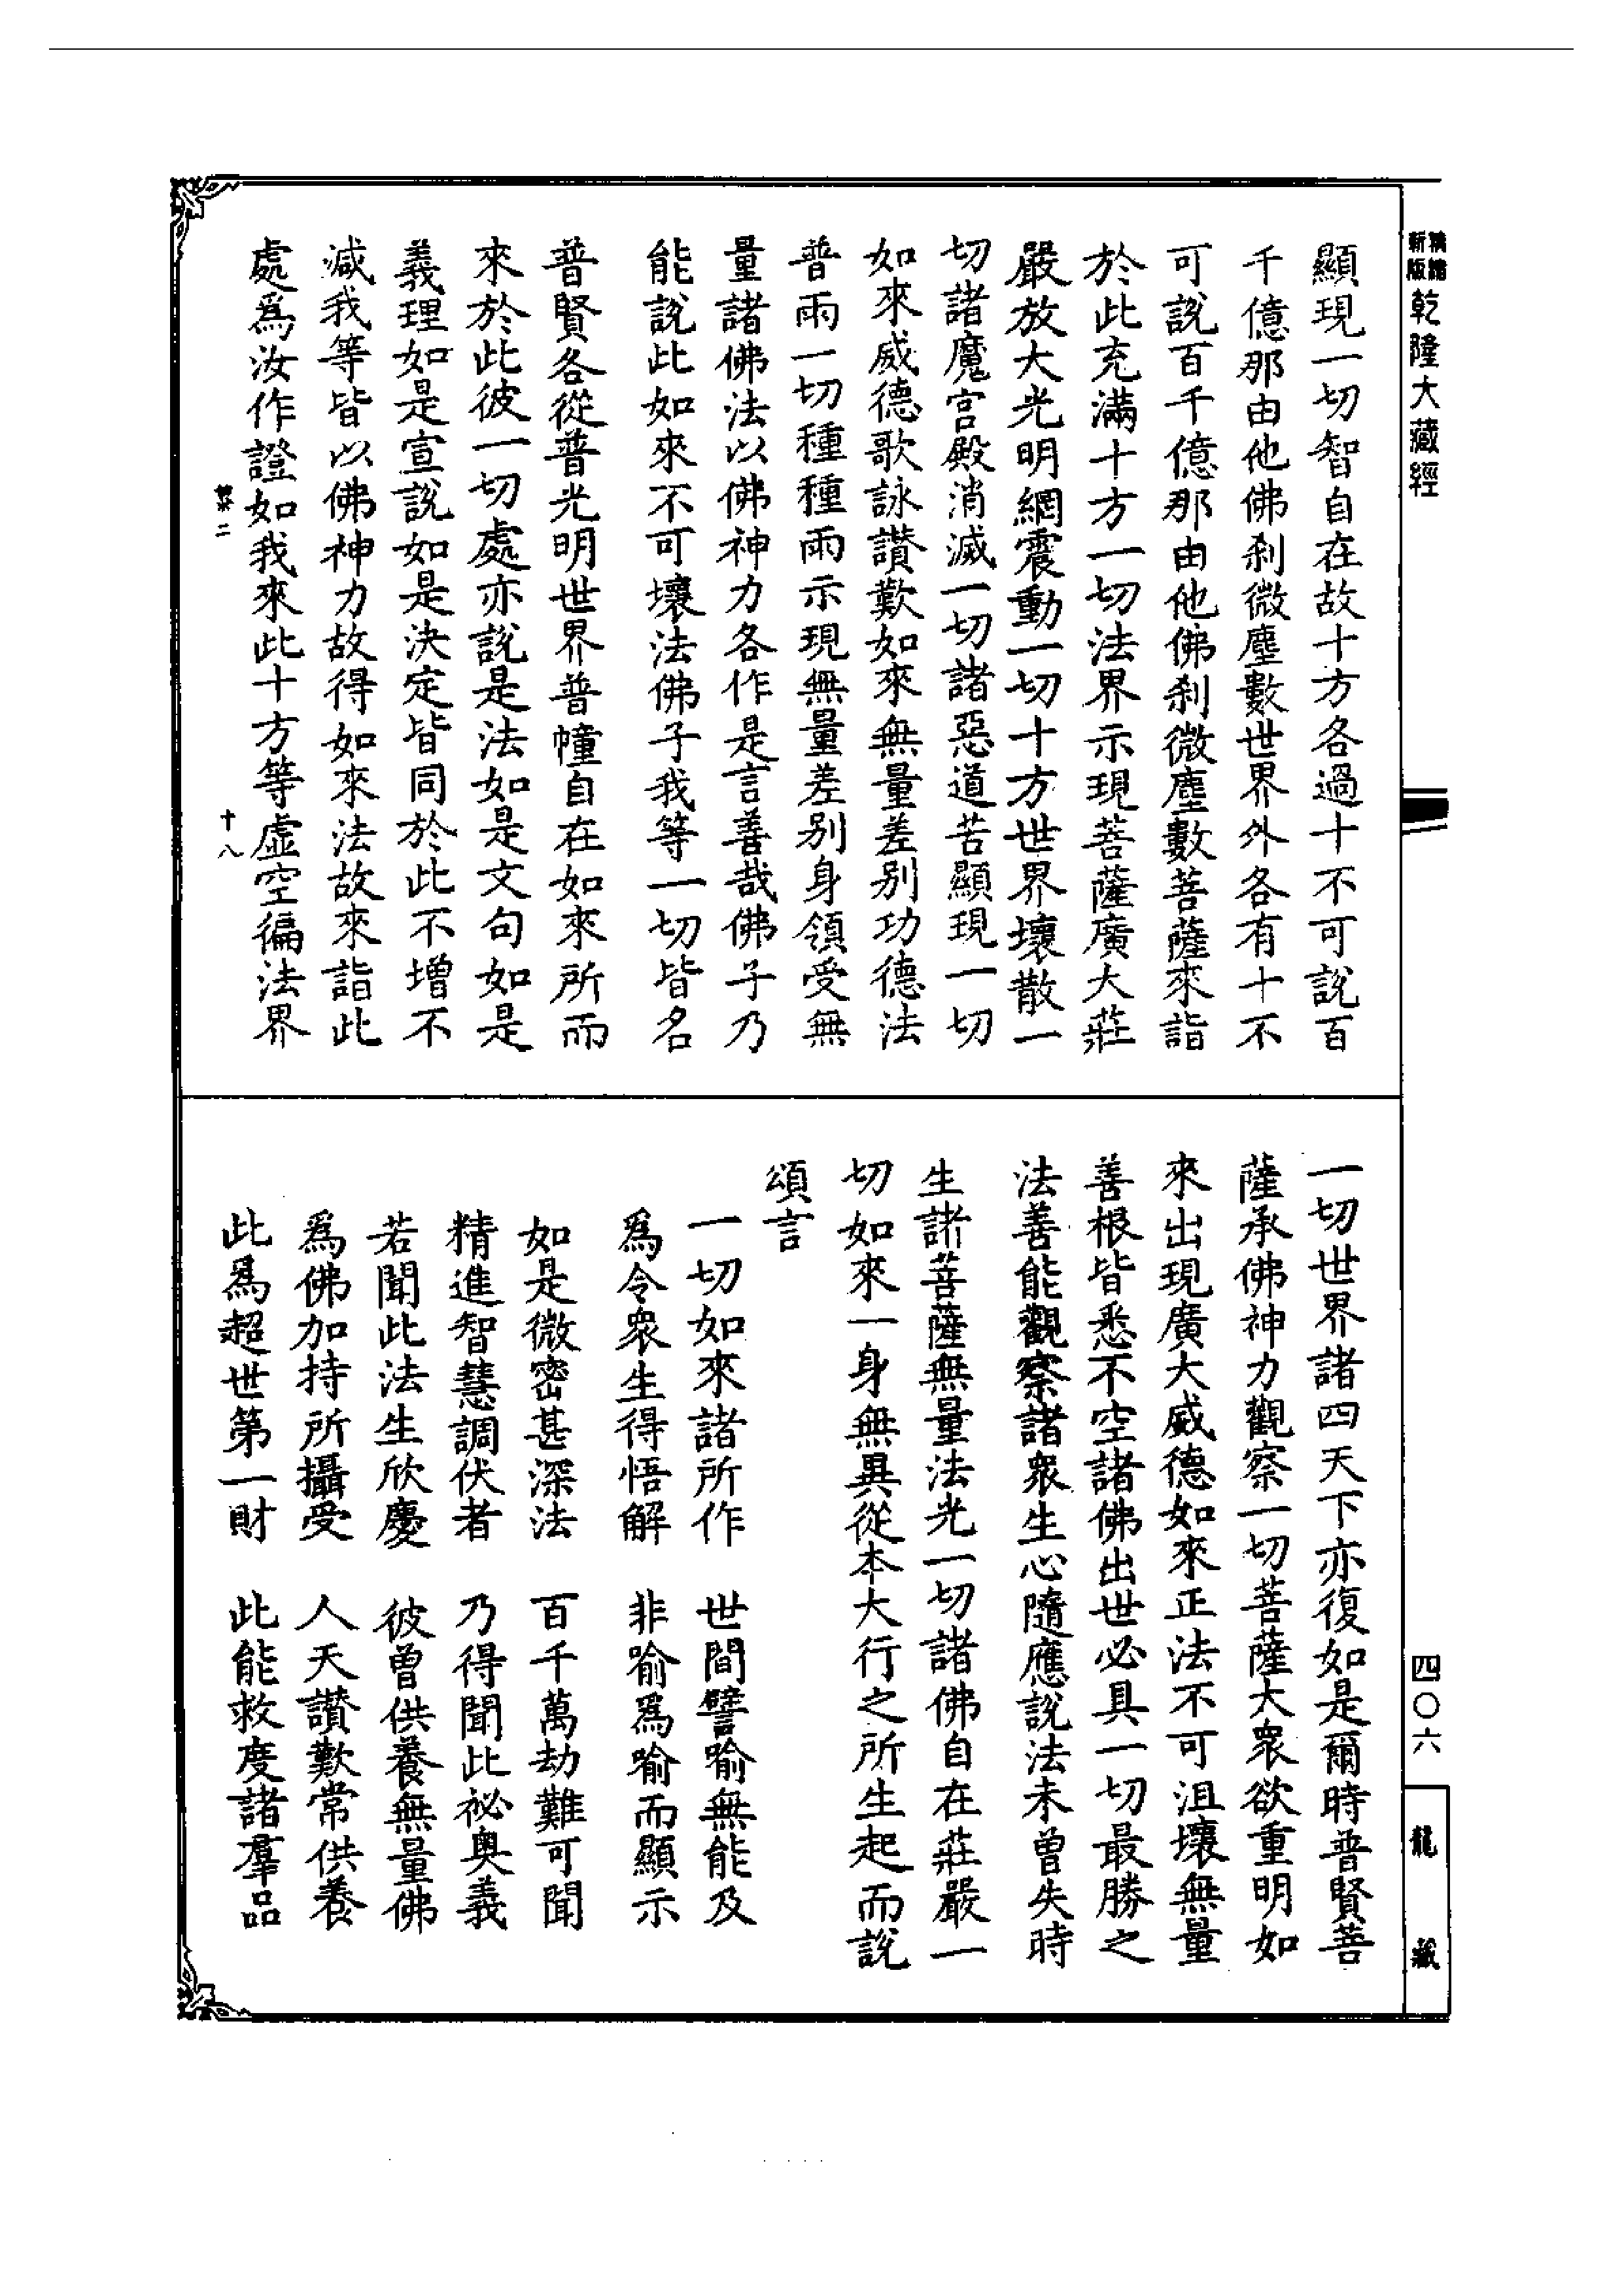 新版
乾隆大藏經
四〇六
龍藏
顯現一切智自在故十方各過十不可說百
千億那由他佛剎微塵數世界外各有十不
可說百千億那由他佛剎微塵數菩薩來詣
於此充滿十方一切法界示現菩薩廣大莊
嚴放大光明網震動一切十方世界壞散一
切諸魔宮殿消滅一切諸惡道苦顯現一切
如來威德歌詠讚歎如來無量差別功德法
普雨一切種種雨示現無量差別身領受無
量諸佛法以佛神力各作是言善哉佛子乃
能說此如來不可壞法佛子我等一切皆名
普賢各從普光明世界普幢自在如來所而
來於此彼一切處亦說是法如是文句如是
義理如是宣說如是決定皆同於此不增不
減我等皆以佛神力故得如來法故來詣此
處為汝作證如我來此十方等虛空徧法界
十八
一切世界諸四天下亦復如是爾時普賢菩
薩承佛神力觀察一切菩薩大衆欲重明如
來出現廣大威德如來正法不可沮壞無量
善根皆悉不空諸佛出世必具一切最勝之
法善能觀察諸衆生心隨應說法未曾失時
生諸菩薩無量法光一切諸佛自在莊嚴一
切如來一身無異從本大行之所生起而說
頌言
一切如來諸所作　世間譬喻無能及
為令衆生得悟解　非喻為喻而顯示
如是微密甚深法　百千萬劫難可聞
精進智慧調伏者　乃得聞此祕奧義
若聞此法生欣慶　彼曾供養無量佛
為佛加持所攝受　人天讚歎常供養
此為超世第一財　此能救度諸羣品